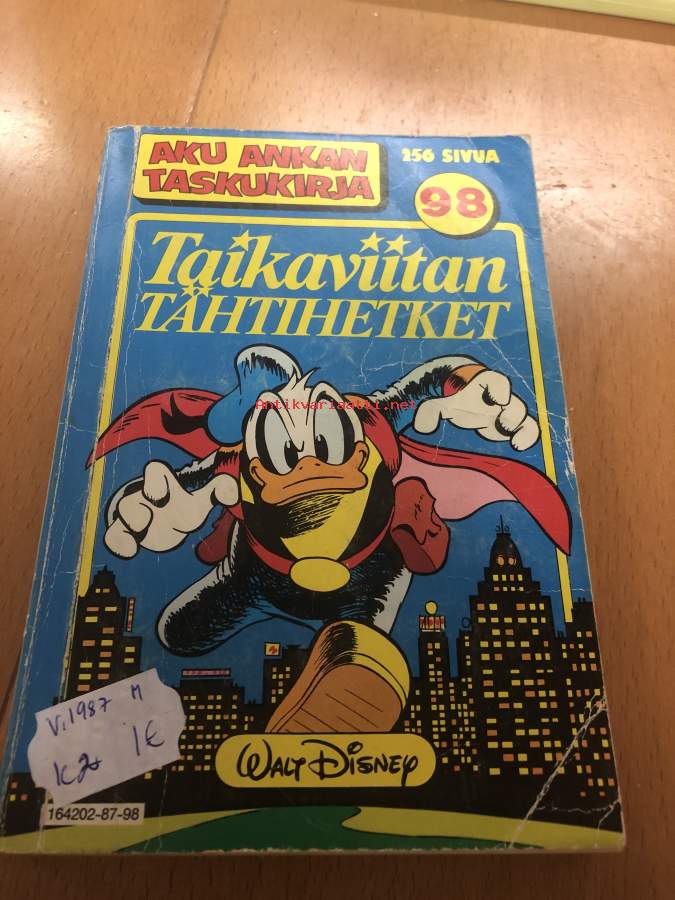 AKU ANKAN
TASKUKIRJA
256 SIVUA
98
Taikaviitan
TÄHTIHETKET
Antikvariaatti.net
V. 1987 M
K2+ 1€
WALT DISNEY
164202-87-98